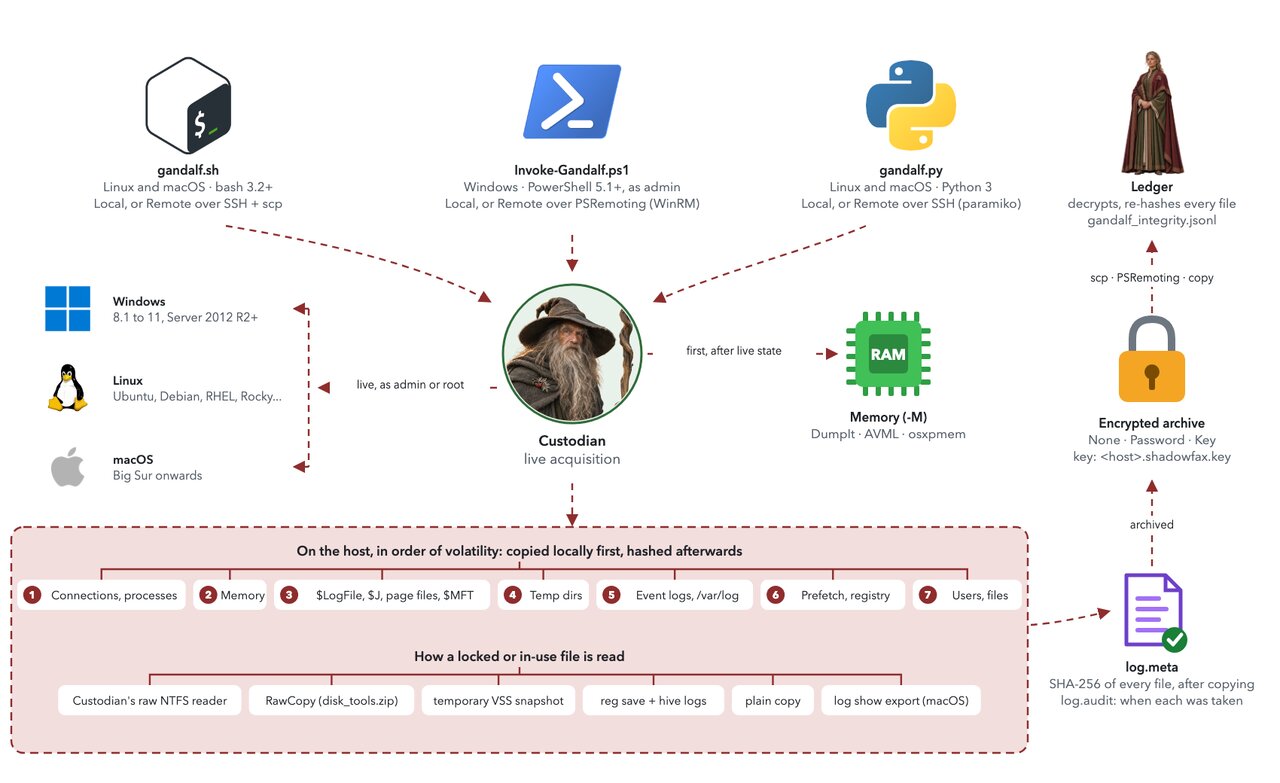 $_
gandalf.sh
Linux and macOS · bash 3.2+
Local, or Remote over SSH + scp
Invoke-Gandalf.ps1
Windows · PowerShell 5.1+, as admin
Local, or Remote over PSRemoting (WinRM)
gandalf.py
Linux and macOS · Python 3
Local, or Remote over SSH (paramiko)
Ledger
decrypts, re-hashes every file
gandalf_integrity.jsonl
scp · PSRemoting · copy
Windows
8.1 to 11, Server 2012 R2+
Linux
Ubuntu, Debian, RHEL, Rocky...
macOS
Big Sur onwards
live, as admin or root
Custodian
live acquisition
first, after live state
RAM
Memory (-M)
DumpIt · AVML · osxpmem
Encrypted archive
None · Password · Key
key: <host>.shadowfax.key
archived
On the host, in order of volatility: copied locally first, hashed afterwards
1 Connections, processes
2 Memory
3 $LogFile, $J, page files, $MFT
4 Temp dirs
5 Event logs, /var/log
6 Prefetch, registry
7 Users, files
How a locked or in-use file is read
Custodian's raw NTFS reader
RawCopy (disk_tools.zip)
temporary VSS snapshot
reg save + hive logs
plain copy
log show export (macOS)
log.meta
SHA-256 of every file, after copying
log.audit: when each was taken